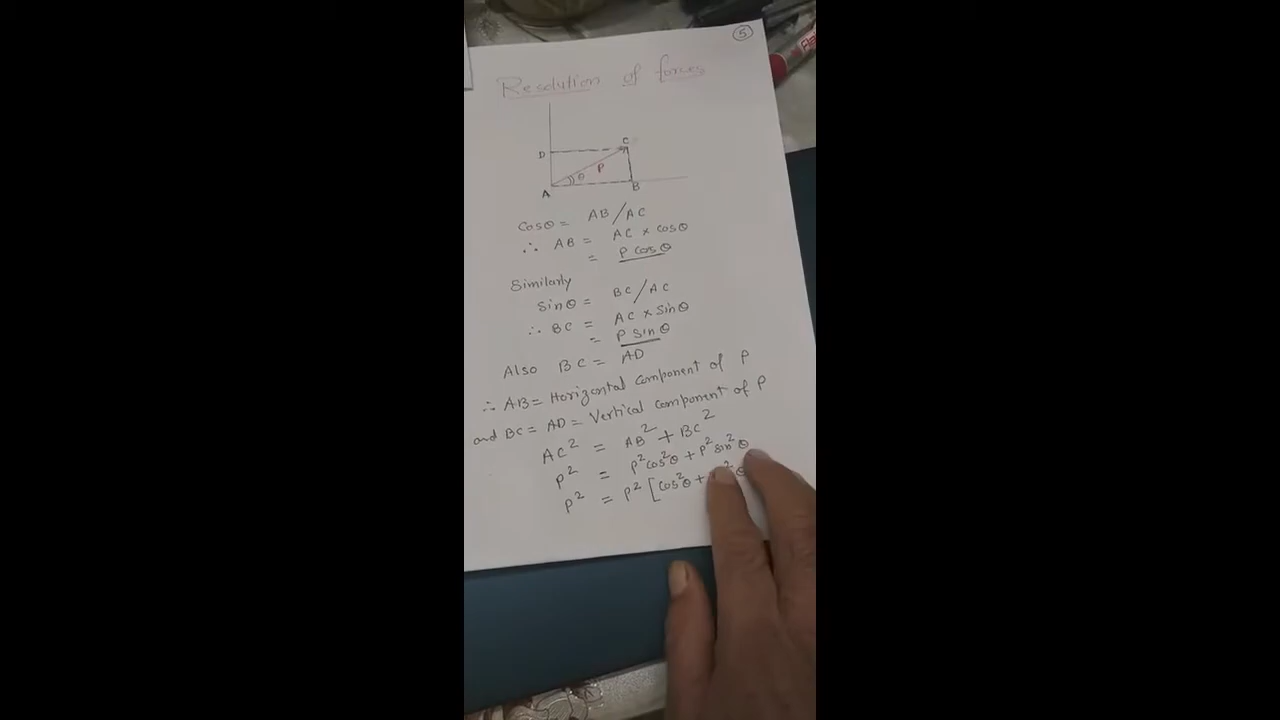 5
Resolution of forces
C
D
P
θ
A
B
Cosθ = AB/AC
∴ AB = AC × cosθ
= P cosθ
Similarly
Sinθ = BC/AC
∴ BC = AC × Sinθ
= P Sinθ
Also BC = AD
∴ AB = Horizontal component of P
and BC = AD = Vertical component of P
AC² = AB² + BC²
P² = P²cos²θ + P²sin²θ
P² = P² [cos²θ +